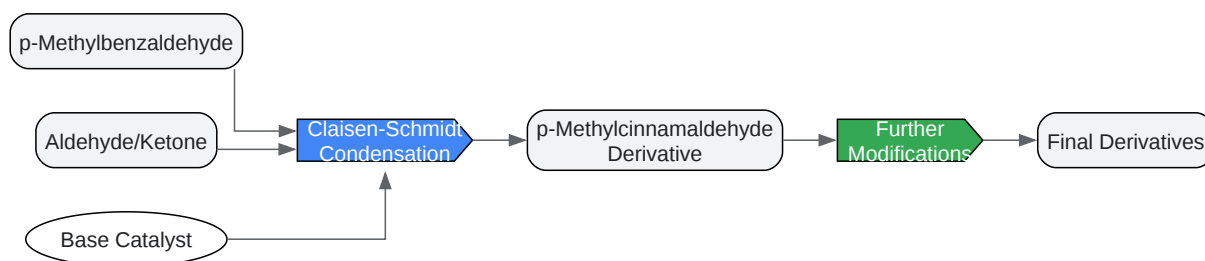 p-Methylbenzaldehyde
Aldehyde/Ketone
Base Catalyst
Claisen-Schmidt
Condensation
p-Methylcinnamaldehyde
Derivative
Further
Modifications
Final Derivatives